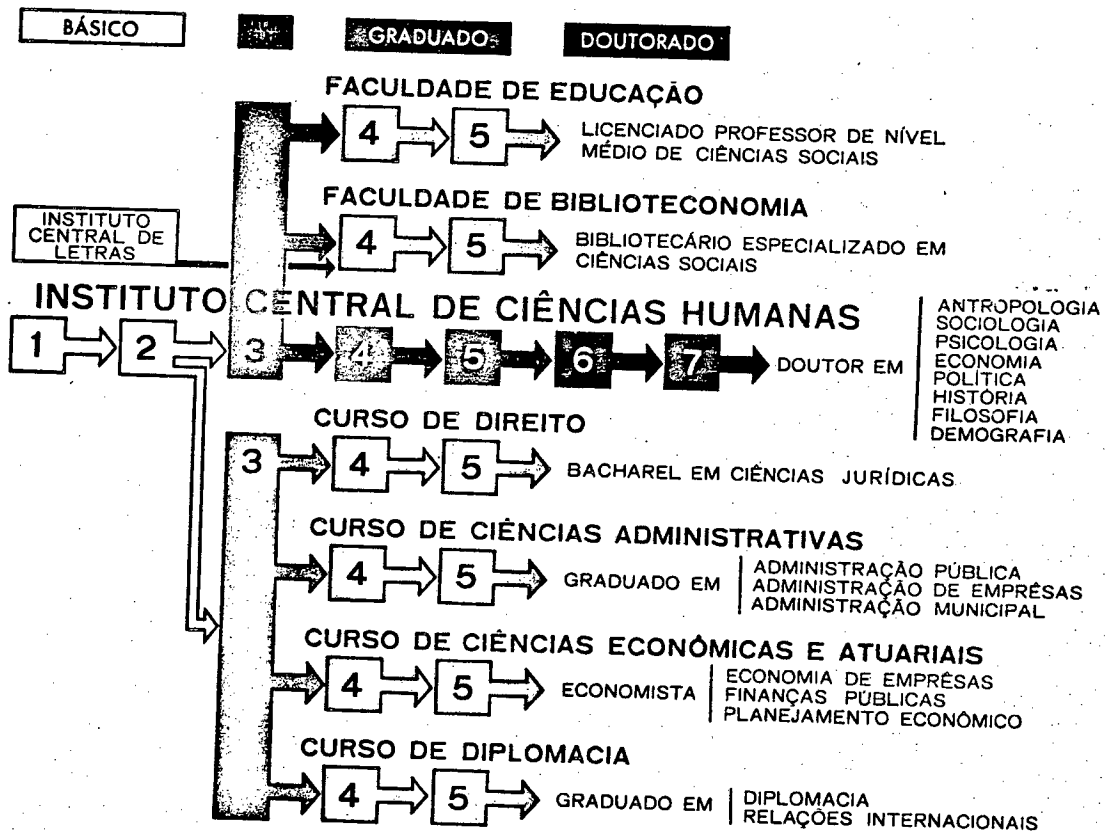 BÁSICO
GRADUADO
DOUTORADO
FACULDADE DE EDUCAÇÃO
4 5
LICENCIADO PROFESSOR DE NÍVEL
MÉDIO DE CIÊNCIAS SOCIAIS
FACULDADE DE BIBLIOTECONOMIA
INSTITUTO
CENTRAL DE
LETRAS
4 5
BIBLIOTECÁRIO ESPECIALIZADO EM
CIÊNCIAS SOCIAIS
INSTITUTO CENTRAL DE CIÊNCIAS HUMANAS
1 2 3 4 5 6 7
DOUTOR EM
ANTROPOLOGIA
SOCIOLOGIA
PSICOLOGIA
ECONOMIA
POLÍTICA
HISTÓRIA
FILOSOFIA
DEMOGRAFIA
CURSO DE DIREITO
3 4 5
BACHAREL EM CIÊNCIAS JURÍDICAS
CURSO DE CIÊNCIAS ADMINISTRATIVAS
4 5
GRADUADO EM
ADMINISTRAÇÃO PÚBLICA
ADMINISTRAÇÃO DE EMPRÊSAS
ADMINISTRAÇÃO MUNICIPAL
CURSO DE CIÊNCIAS ECONÔMICAS E ATUARIAIS
4 5
ECONOMISTA
ECONOMIA DE EMPRÊSAS
FINANÇAS PÚBLICAS
PLANEJAMENTO ECONÔMICO
CURSO DE DIPLOMACIA
4 5
GRADUADO EM
DIPLOMACIA
RELAÇÕES INTERNACIONAIS